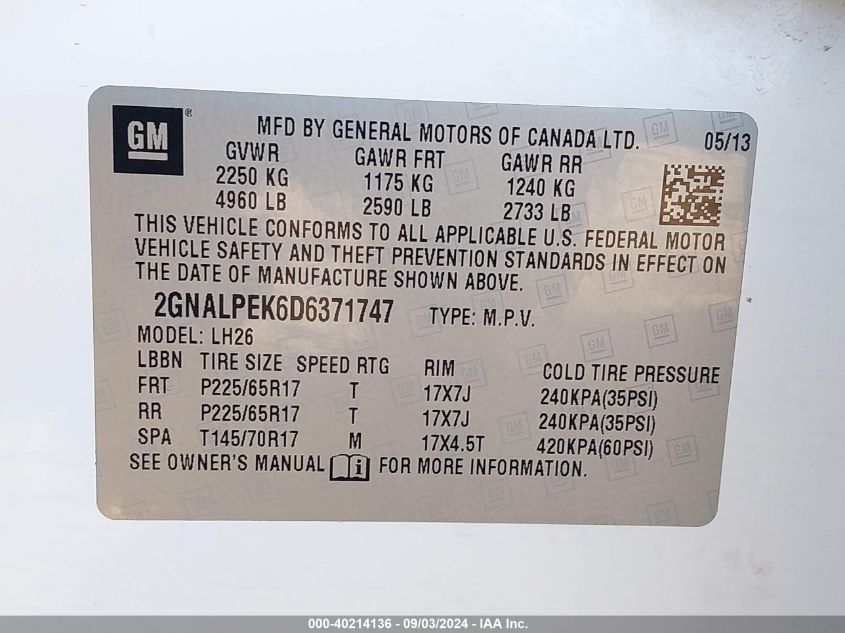 GM ® MFD BY GENERAL MOTORS OF CANADA LTD. 05/13
GVWR GAWR FRT GAWR RR
2250 KG 1175 KG 1240 KG
4960 LB 2590 LB 2733 LB
THIS VEHICLE CONFORMS TO ALL APPLICABLE U.S. FEDERAL MOTOR
VEHICLE SAFETY AND THEFT PREVENTION STANDARDS IN EFFECT ON
THE DATE OF MANUFACTURE SHOWN ABOVE.
2GNALPEK6D6371747 TYPE: M.P.V.
MODEL: LH26
LBBN TIRE SIZE SPEED RTG RIM COLD TIRE PRESSURE
FRT P225/65R17 T 17X7J 240KPA(35PSI)
RR P225/65R17 T 17X7J 240KPA(35PSI)
SPA T145/70R17 M 17X4.5T 420KPA(60PSI)
SEE OWNER'S MANUAL i FOR MORE INFORMATION.
000-40214136 - 09/03/2024 - IAA Inc.